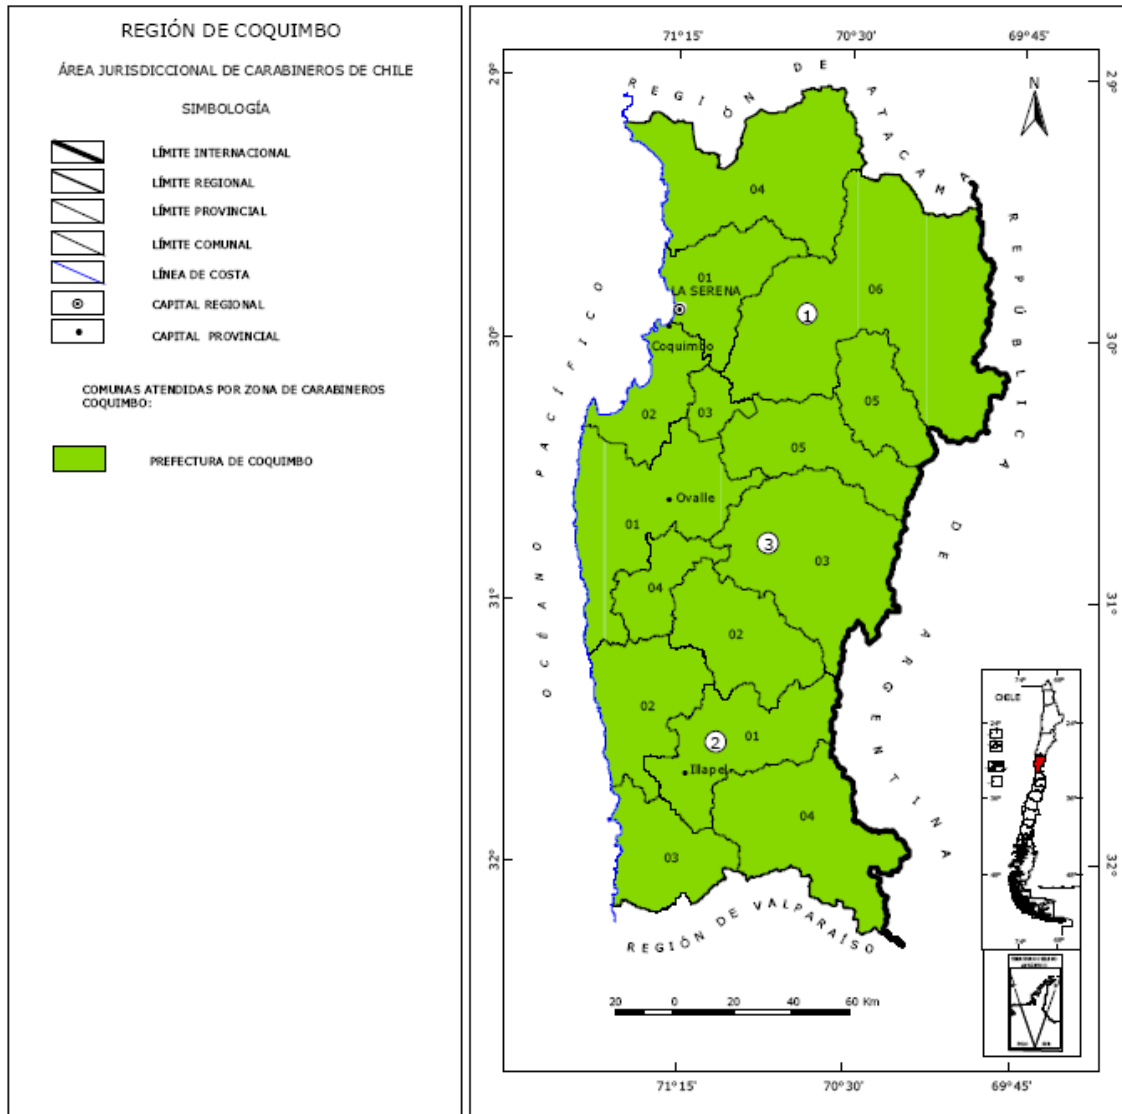 REGIÓN DE COQUIMBO
ÁREA JURISDICCIONAL DE CARABINEROS DE CHILE
SIMBOLOGÍA
LÍMITE INTERNACIONAL
LÍMITE REGIONAL
LÍMITE PROVINCIAL
LÍMITE COMUNAL
LÍNEA DE COSTA
CAPITAL REGIONAL
CAPITAL PROVINCIAL
COMUNAS ATENDIDAS POR ZONA DE CARABINEROS
COQUIMBO:
PREFECTURA DE COQUIMBO
71°15' 70°30' 69°45'
29° 29°
REGIÓN DE ATACAMA
N
04
01
LA SERENA
06
1
REPÚBLICA DE ARGENTINA
OCÉANO PACÍFICO
30° 30°
Coquimbo
02
03
05
05
Ovalle
01
3
03
04
31° 31°
02
02
01
2
Illapel
04
03
32° 32°
REGIÓN DE VALPARAÍSO
20 0 20 40 60 Km
CHILE
71°15' 70°30' 69°45'